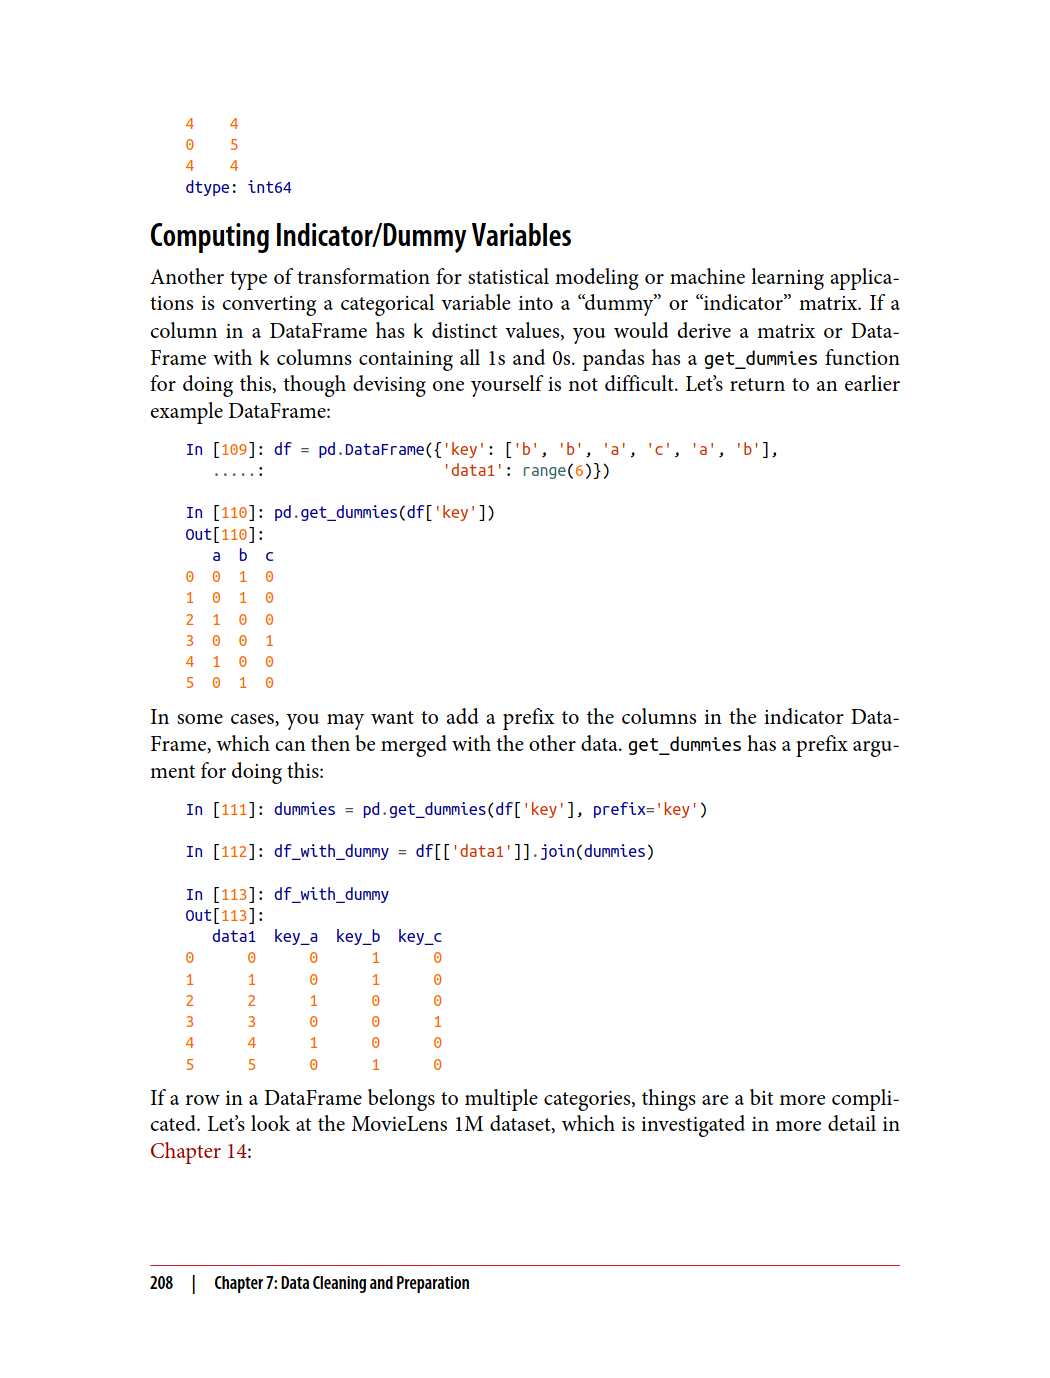 4    4
0    5
4    4
dtype: int64
Computing Indicator/Dummy Variables
Another type of transformation for statistical modeling or machine learning applica-
tions is converting a categorical variable into a “dummy” or “indicator” matrix. If a
column in a DataFrame has k distinct values, you would derive a matrix or Data-
Frame with k columns containing all 1s and 0s. pandas has a get_dummies function
for doing this, though devising one yourself is not difficult. Let’s return to an earlier
example DataFrame:
In [109]: df = pd.DataFrame({'key': ['b', 'b', 'a', 'c', 'a', 'b'],
   .....:                    'data1': range(6)})
In [110]: pd.get_dummies(df['key'])
Out[110]:
   a  b  c
0  0  1  0
1  0  1  0
2  1  0  0
3  0  0  1
4  1  0  0
5  0  1  0
In some cases, you may want to add a prefix to the columns in the indicator Data-
Frame, which can then be merged with the other data. get_dummies has a prefix argu-
ment for doing this:
In [111]: dummies = pd.get_dummies(df['key'], prefix='key')
In [112]: df_with_dummy = df[['data1']].join(dummies)
In [113]: df_with_dummy
Out[113]:
   data1  key_a  key_b  key_c
0      0      0      1      0
1      1      0      1      0
2      2      1      0      0
3      3      0      0      1
4      4      1      0      0
5      5      0      1      0
If a row in a DataFrame belongs to multiple categories, things are a bit more compli-
cated. Let’s look at the MovieLens 1M dataset, which is investigated in more detail in
Chapter 14:
208 | Chapter 7: Data Cleaning and Preparation